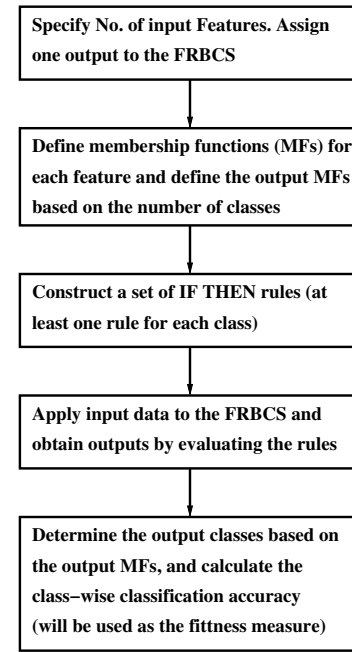 Specify No. of input Features. Assign
one output to the FRBCS
Define membership functions (MFs) for
each feature and define the output MFs
based on the number of classes
Construct a set of IF THEN rules (at
least one rule for each class)
Apply input data to the FRBCS and
obtain outputs by evaluating the rules
Determine the output classes based on
the output MFs, and calculate the
class−wise classification accuracy
(will be used as the fittness measure)